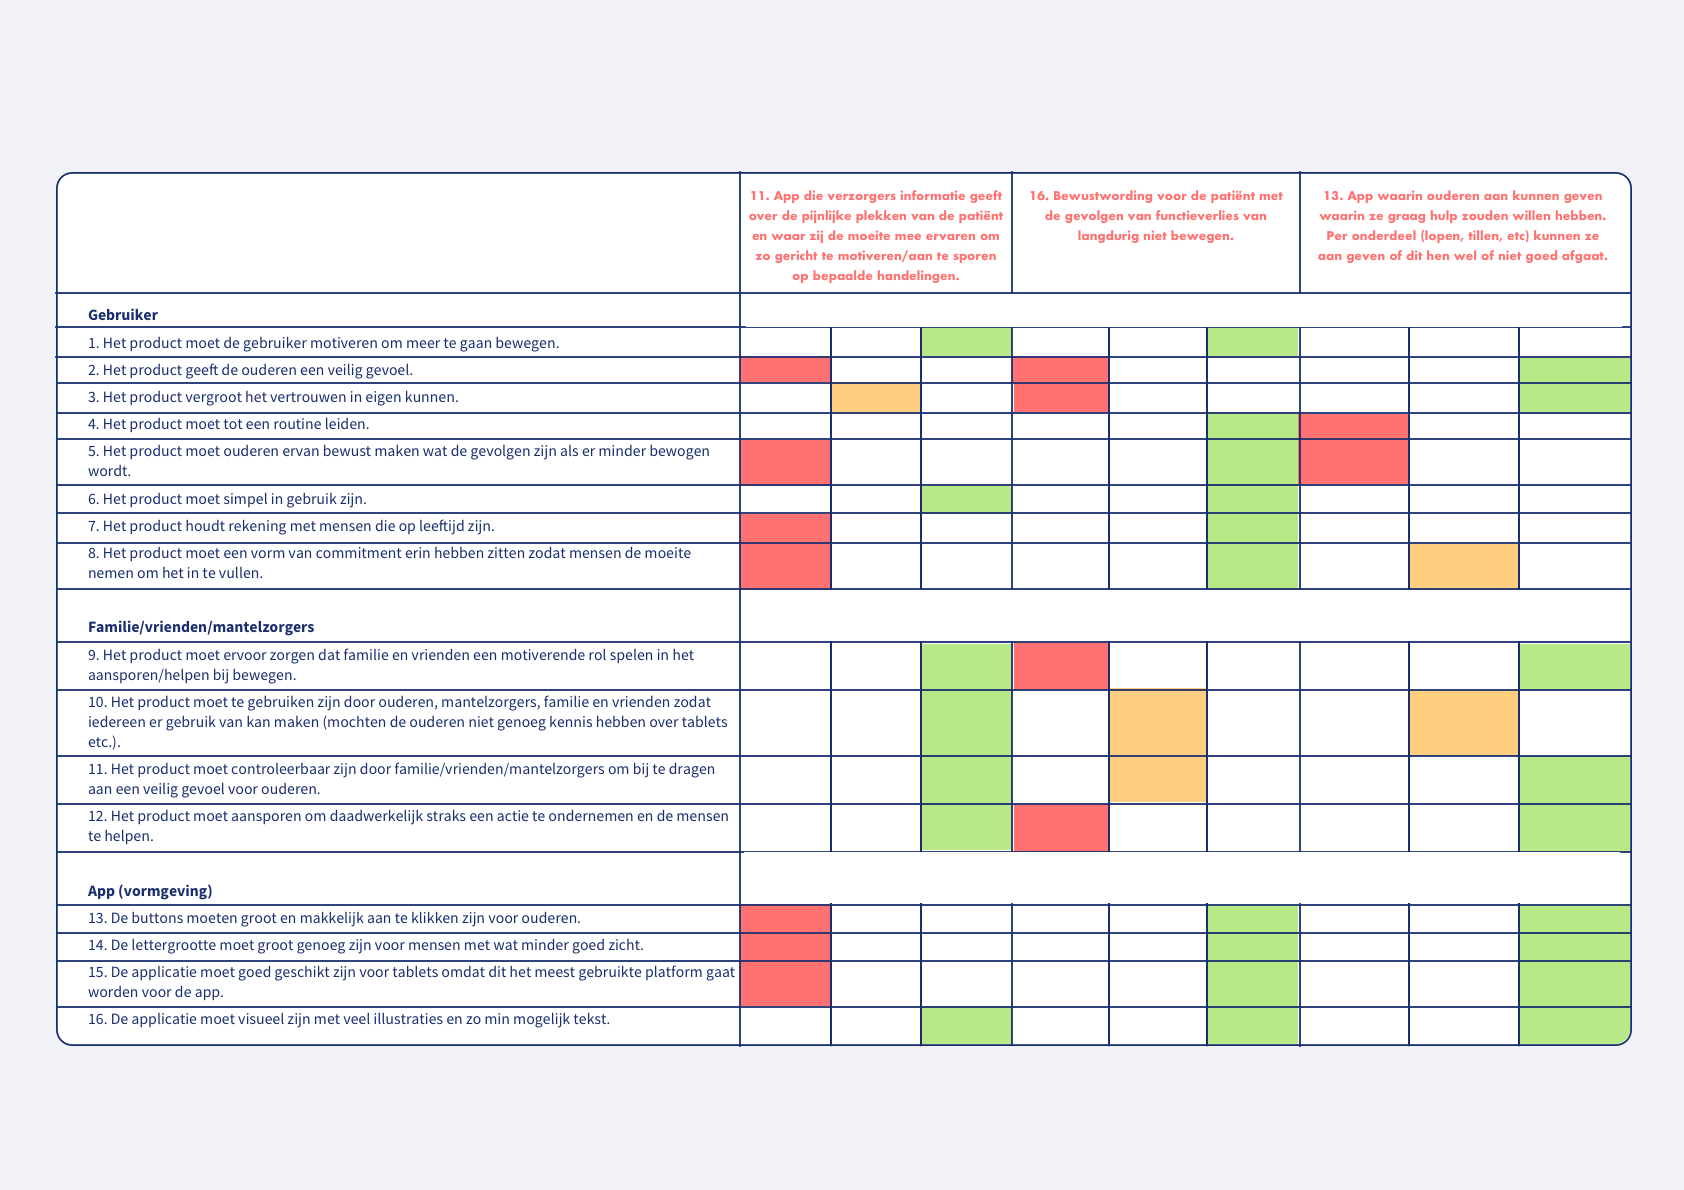 11. App die verzorgers informatie geeft
over de pijnlijke plekken van de patiënt
en waar zij de moeite mee ervaren om
zo gericht te motiveren/aan te sporen
op bepaalde handelingen.
16. Bewustwording voor de patiënt met
de gevolgen van functieverlies van
langdurig niet bewegen.
13. App waarin ouderen aan kunnen geven
waarin ze graag hulp zouden willen hebben.
Per onderdeel (lopen, tillen, etc) kunnen ze
aan geven of dit hen wel of niet goed afgaat.
Gebruiker
1. Het product moet de gebruiker motiveren om meer te gaan bewegen.
2. Het product geeft de ouderen een veilig gevoel.
3. Het product vergroot het vertrouwen in eigen kunnen.
4. Het product moet tot een routine leiden.
5. Het product moet ouderen ervan bewust maken wat de gevolgen zijn als er minder bewogen
wordt.
6. Het product moet simpel in gebruik zijn.
7. Het product houdt rekening met mensen die op leeftijd zijn.
8. Het product moet een vorm van commitment erin hebben zitten zodat mensen de moeite
nemen om het in te vullen.
Familie/vrienden/mantelzorgers
9. Het product moet ervoor zorgen dat familie en vrienden een motiverende rol spelen in het
aansporen/helpen bij bewegen.
10. Het product moet te gebruiken zijn door ouderen, mantelzorgers, familie en vrienden zodat
iedereen er gebruik van kan maken (mochten de ouderen niet genoeg kennis hebben over tablets
etc.).
11. Het product moet controleerbaar zijn door familie/vrienden/mantelzorgers om bij te dragen
aan een veilig gevoel voor ouderen.
12. Het product moet aansporen om daadwerkelijk straks een actie te ondernemen en de mensen
te helpen.
App (vormgeving)
13. De buttons moeten groot en makkelijk aan te klikken zijn voor ouderen.
14. De lettergrootte moet groot genoeg zijn voor mensen met wat minder goed zicht.
15. De applicatie moet goed geschikt zijn voor tablets omdat dit het meest gebruikte platform gaat
worden voor de app.
16. De applicatie moet visueel zijn met veel illustraties en zo min mogelijk tekst.